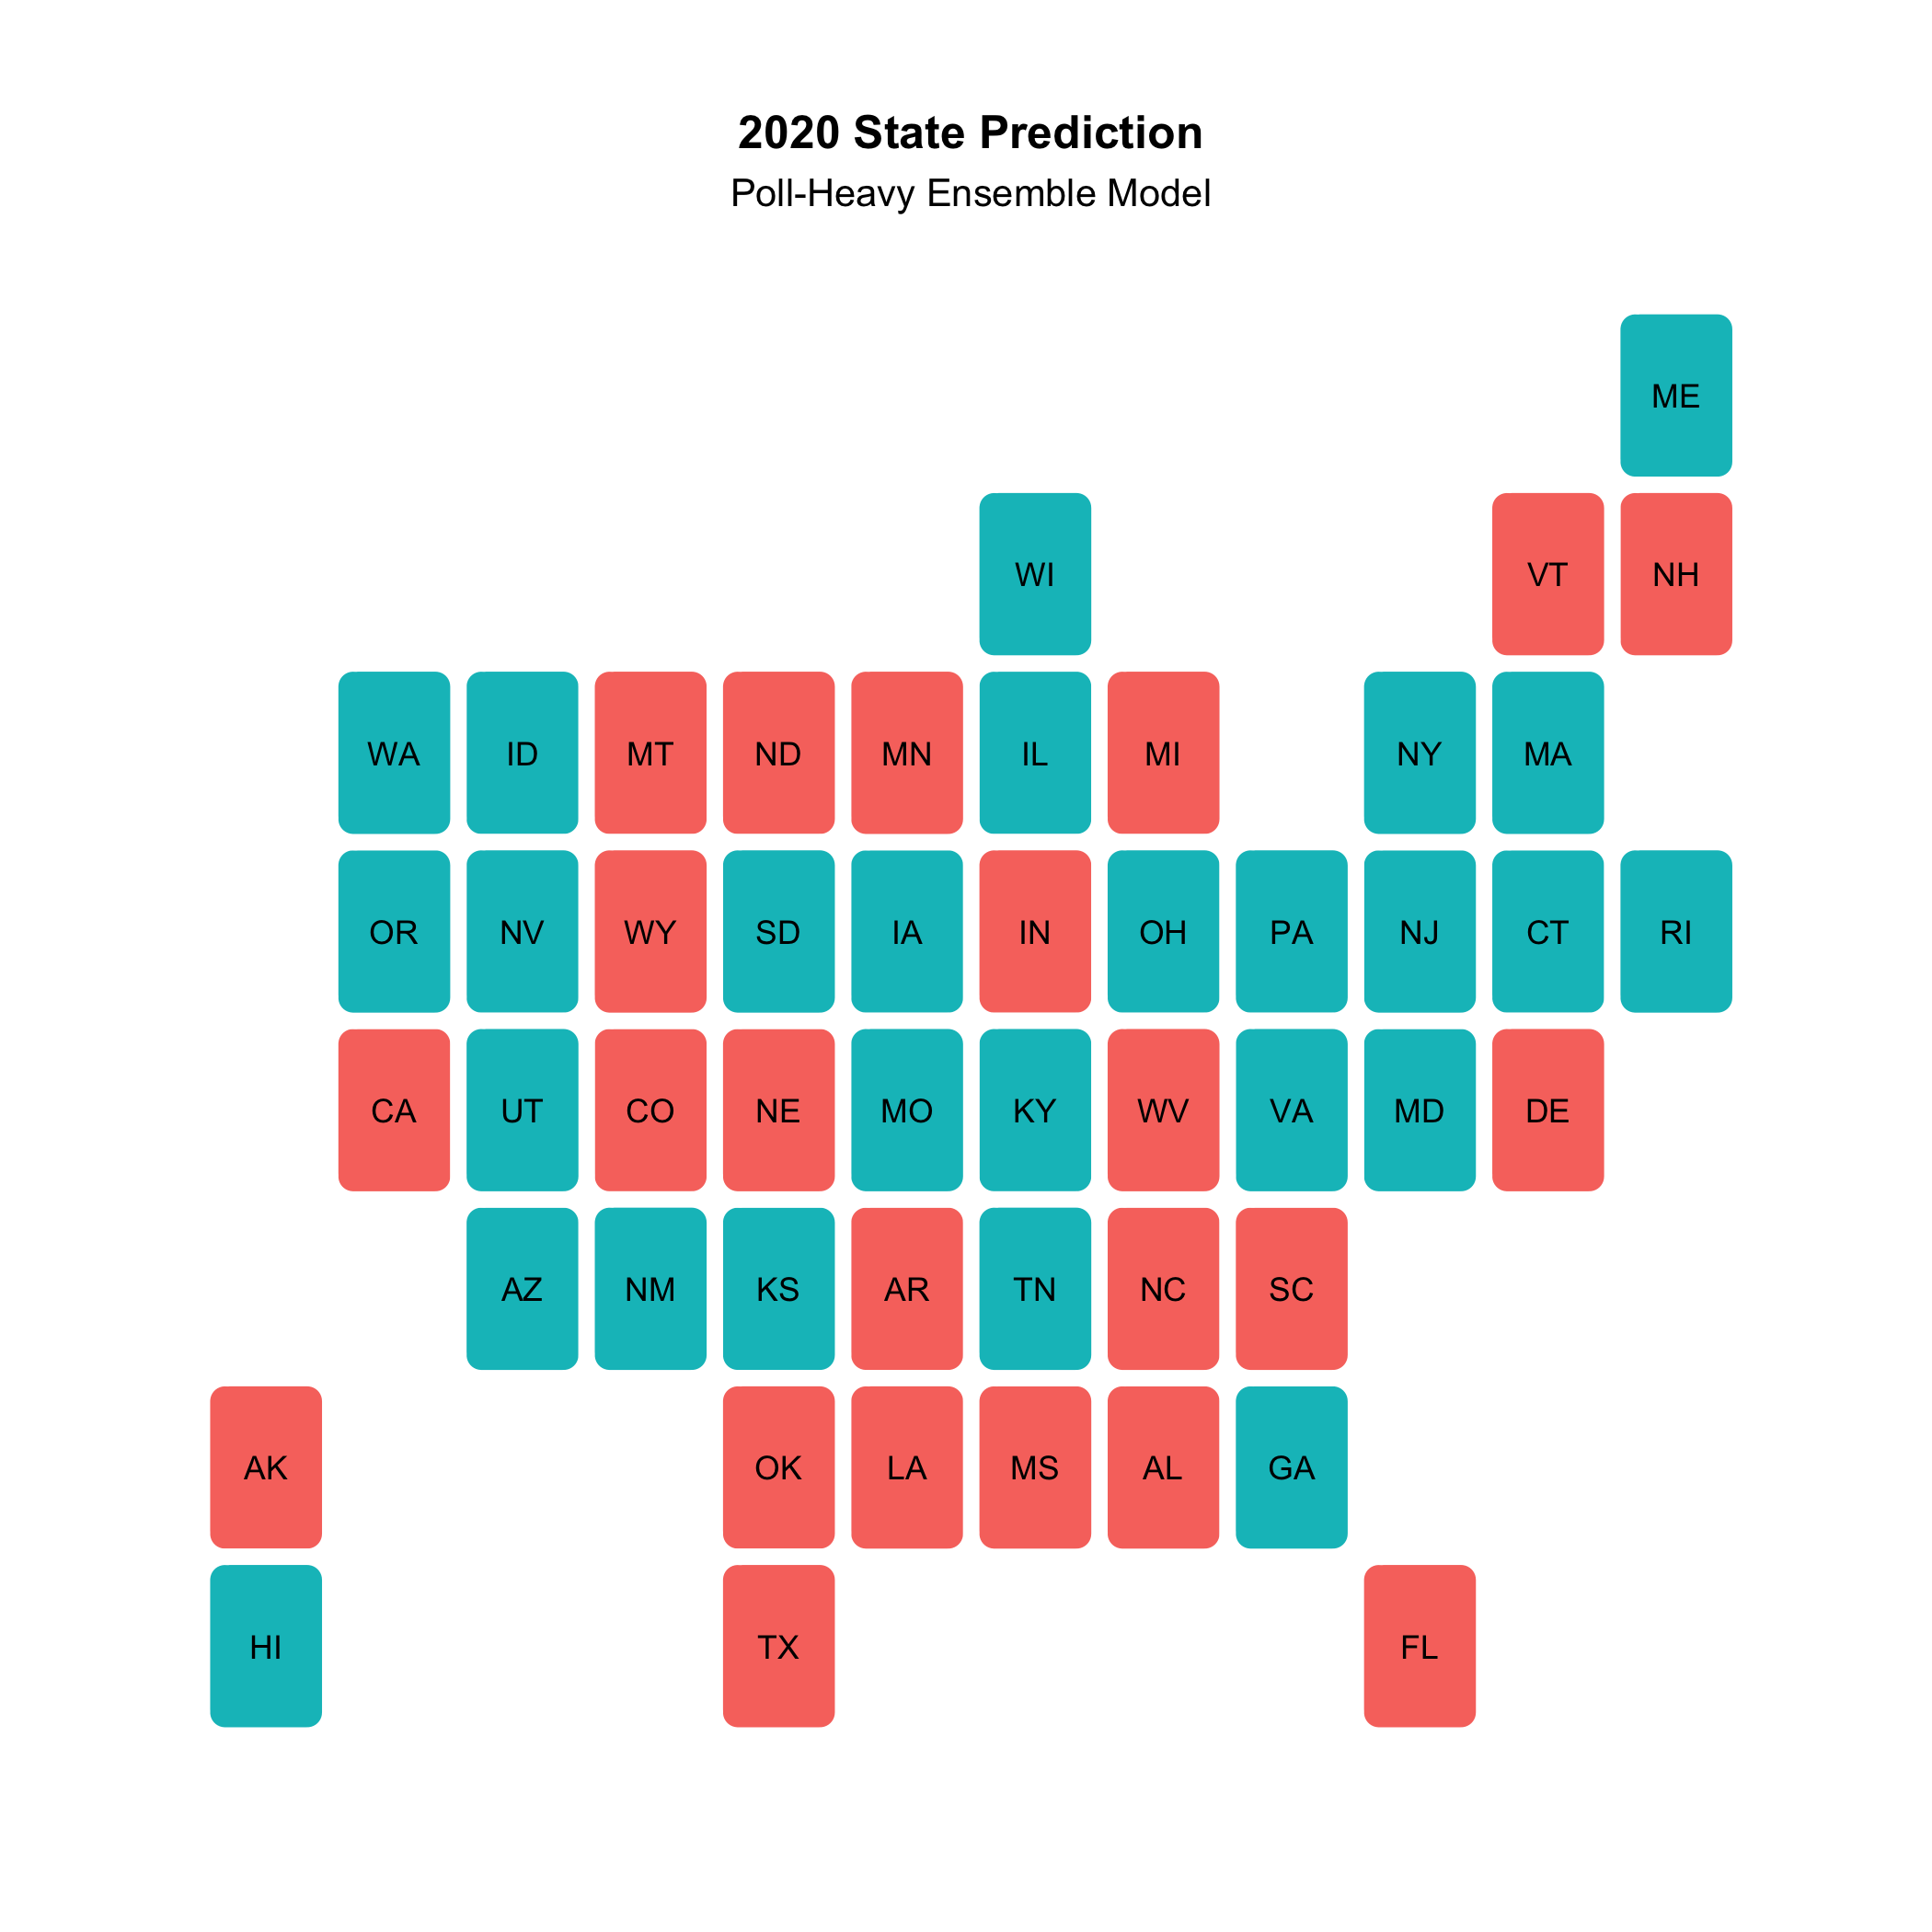 2020 State Prediction
Poll-Heavy Ensemble Model
ME
WI VT NH
WA ID MT ND MN IL MI NY MA
OR NV WY SD IA IN OH PA NJ CT RI
CA UT CO NE MO KY WV VA MD DE
AZ NM KS AR TN NC SC
AK OK LA MS AL GA
HI TX FL